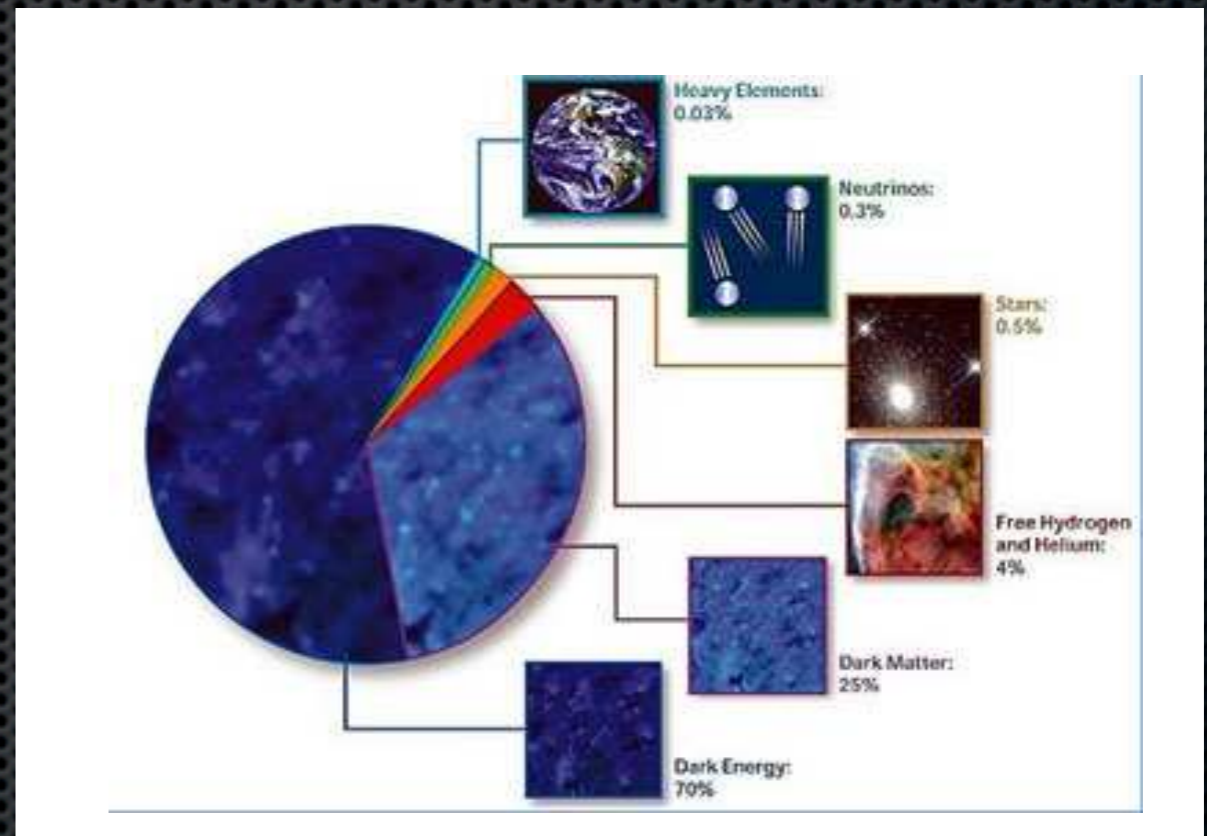 Heavy Elements:
0.03%
Neutrinos:
0.3%
Stars:
0.5%
Free Hydrogen
and Helium:
4%
Dark Matter:
25%
Dark Energy:
70%